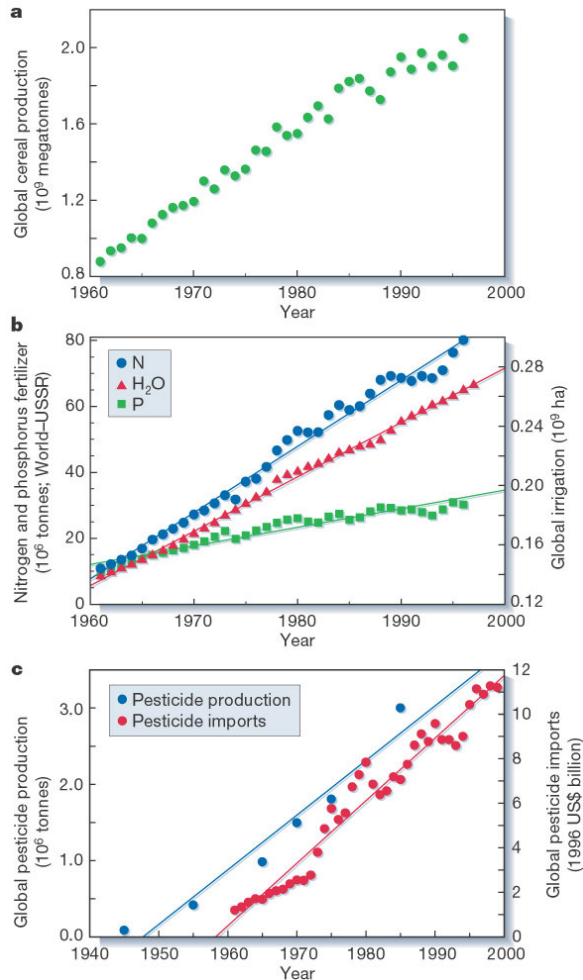 a
Global cereal production
(10⁹ megatonnes)
2.0
1.6
1.2
0.8
1960 1970 1980 1990 2000
Year
b
N
H₂O
P
Nitrogen and phosphorus fertilizer
(10⁶ tonnes; World–USSR)
80
60
40
20
0
Global irrigation (10⁹ ha)
0.28
0.24
0.20
0.16
0.12
1960 1970 1980 1990 2000
Year
c
Pesticide production
Pesticide imports
Global pesticide production
(10⁶ tonnes)
3.0
2.0
1.0
0.0
Global pesticide imports
(1996 US$ billion)
12
10
8
6
4
2
0
1940 1950 1960 1970 1980 1990 2000
Year